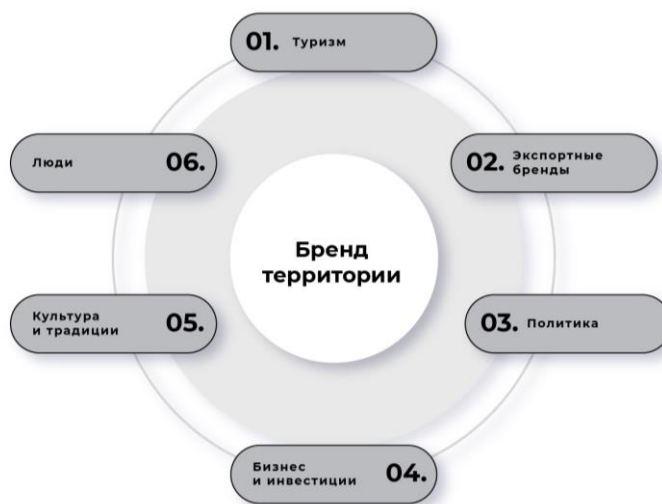 01. Туризм
02. Экспортные
бренды
03. Политика
Бизнес
и инвестиции 04.
Культура
и традиции 05.
Люди 06.
Бренд
территории